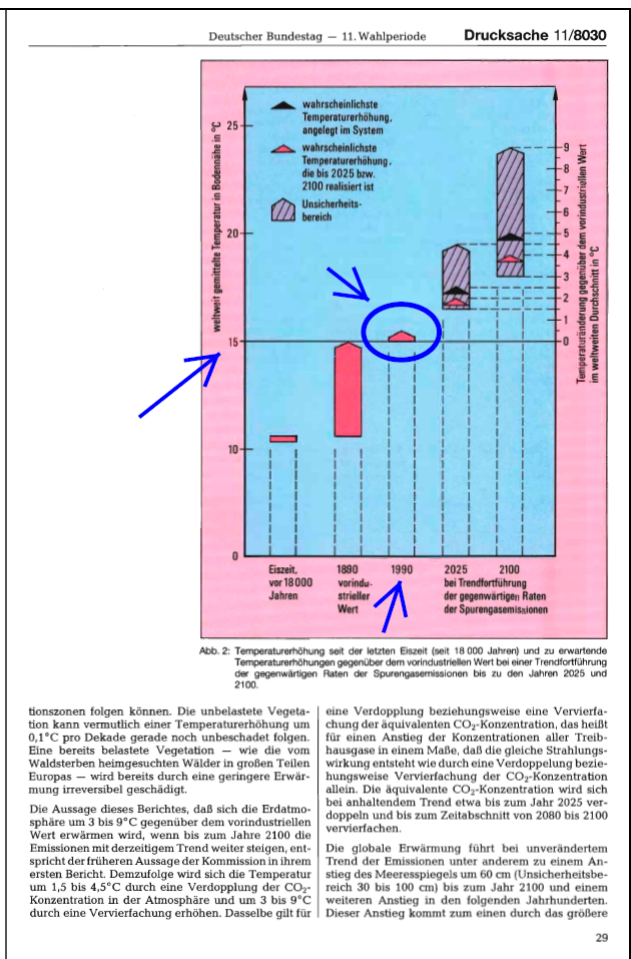 Deutscher Bundestag — 11. Wahlperiode
Drucksache 11/8030
wahrscheinlichste
Temperaturerhöhung,
angelegt im System
wahrscheinlichste
Temperaturerhöhung,
die bis 2025 bzw.
2100 realisiert ist
Unsicherheits-
bereich
weltweit gemittelte Temperatur in Bodennähe in °C
25
20
15
10
0
9
8
7
6
5
4
3
2
1
0
Temperaturänderung gegenüber dem vorindustriellen Wert
im weltweiten Durchschnitt in °C
Eiszeit,
vor 18000
Jahren
1890
vorindu-
strieller
Wert
1990
2025
2100
bei Trendfortführung
der gegenwärtigen Raten
der Spurengasemissionen
Abb. 2: Temperaturerhöhung seit der letzten Eiszeit (seit 18 000 Jahren) und zu erwartende
Temperaturerhöhungen gegenüber dem vorindustriellen Wert bei einer Trendfortführung
der gegenwärtigen Raten der Spurengasemissionen bis zu den Jahren 2025 und
2100.
tionszonen folgen können. Die unbelastete Vegeta-
tion kann vermutlich einer Temperaturerhöhung um
0,1°C pro Dekade gerade noch unbeschadet folgen.
Eine bereits belastete Vegetation — wie die vom
Waldsterben heimgesuchten Wälder in großen Teilen
Europas — wird bereits durch eine geringere Erwär-
mung irreversibel geschädigt.
Die Aussage dieses Berichtes, daß sich die Erdatmo-
sphäre um 3 bis 9°C gegenüber dem vorindustriellen
Wert erwärmen wird, wenn bis zum Jahre 2100 die
Emissionen mit derzeitigem Trend weiter steigen, ent-
spricht der früheren Aussage der Kommission in ihrem
ersten Bericht. Demzufolge wird sich die Temperatur
um 1,5 bis 4,5°C durch eine Verdopplung der CO₂-
Konzentration in der Atmosphäre und um 3 bis 9°C
durch eine Vervierfachung erhöhen. Dasselbe gilt für
eine Verdopplung beziehungsweise eine Vervierfa-
chung der äquivalenten CO₂-Konzentration, das heißt
für einen Anstieg der Konzentrationen aller Treib-
hausgase in einem Maße, daß die gleiche Strahlungs-
wirkung entsteht wie durch eine Verdoppelung bezie-
hungsweise Vervierfachung der CO₂-Konzentration
allein. Die äquivalente CO₂-Konzentration wird sich
bei anhaltendem Trend etwa bis zum Jahr 2025 ver-
doppeln und bis zum Zeitabschnitt von 2080 bis 2100
vervierfachen.
Die globale Erwärmung führt bei unverändertem
Trend der Emissionen unter anderem zu einem An-
stieg des Meeresspiegels um 60 cm (Unsicherheitsbe-
reich 30 bis 100 cm) bis zum Jahr 2100 und einem
weiteren Anstieg in den folgenden Jahrhunderten.
Dieser Anstieg kommt zum einen durch das größere
29